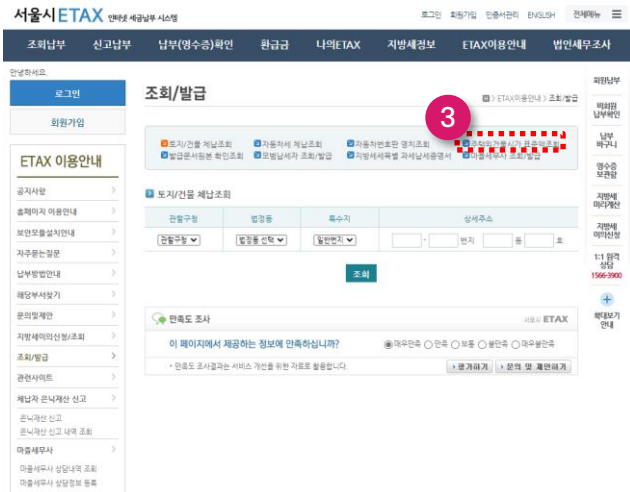 서울시 ETAX 인터넷 세금납부 시스템
로그인 회원가입 인증서관리 ENGLISH 전체메뉴
조회납부 신고납부 납부(영수증)확인 환급금 나의ETAX 지방세정보 ETAX이용안내 법인세무조사
안녕하세요.
로그인
회원가입
ETAX 이용안내
공지사항
홈페이지 이용안내
보안모듈설치안내
자주묻는질문
납부방법안내
해당부서찾기
문의및제안
지방세이의신청/조회
조회/발급
관련사이트
체납자 은닉재산 신고
은닉재산 신고
은닉재산 신고 내역 조회
마을세무사
마을세무사 상담내역 조회
마을세무사 상담정보 등록
조회/발급
> ETAX이용안내 > 조회/발급
3
토지/건물 체납조회 자동차세 체납조회 자동차번호판 영치조회 주택외건물시가 표준액조회
발급문서원본 확인조회 모범납세자 조회/발급 지방세세목별 과세납세증명서 마을세무사 조회/발급
토지/건물 체납조회
관할구청 법정동 특수지 상세주소
관할구청 법정동 선택 일반번지 - 번지 동 호
조회
만족도 조사
서울시 ETAX
이 페이지에서 제공하는 정보에 만족하십니까?
매우만족 만족 보통 불만족 매우불만족
• 만족도 조사결과는 서비스 개선을 위한 자료로 활용합니다.
› 평가하기 › 문의 및 제안하기
회원납부
비회원
납부확인
납부
바구니
영수증
보관함
지방세
미리계산
지방세
이의신청
1:1 원격
상담
1566-3900
+
확대보기
안내